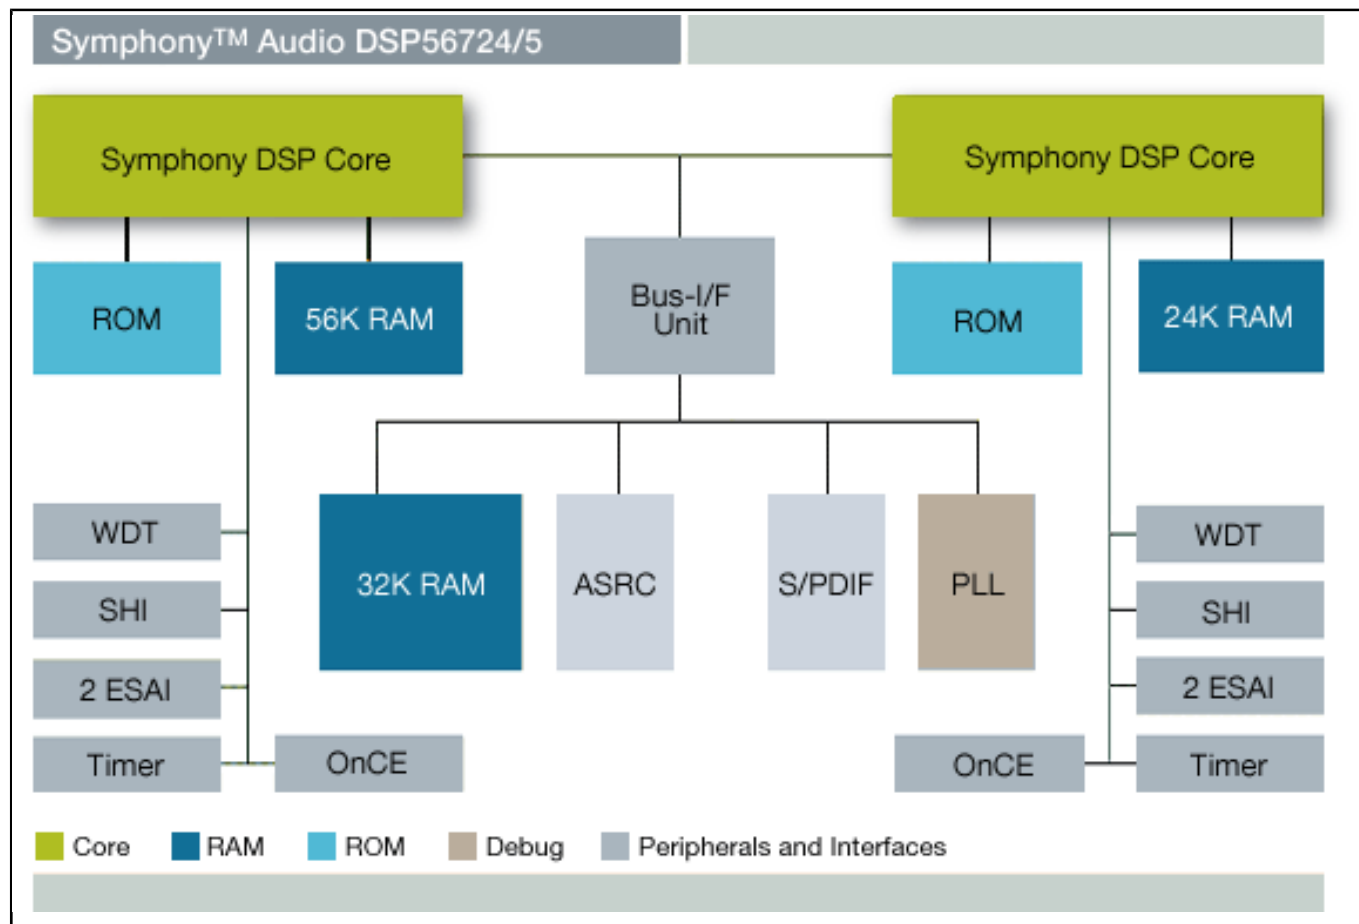 Symphony™ Audio DSP56724/5
Symphony DSP Core
Symphony DSP Core
ROM
56K RAM
Bus-I/F
Unit
ROM
24K RAM
32K RAM
ASRC
S/PDIF
PLL
WDT
SHI
2 ESAI
Timer
OnCE
WDT
SHI
2 ESAI
OnCE
Timer
Core
RAM
ROM
Debug
Peripherals and Interfaces